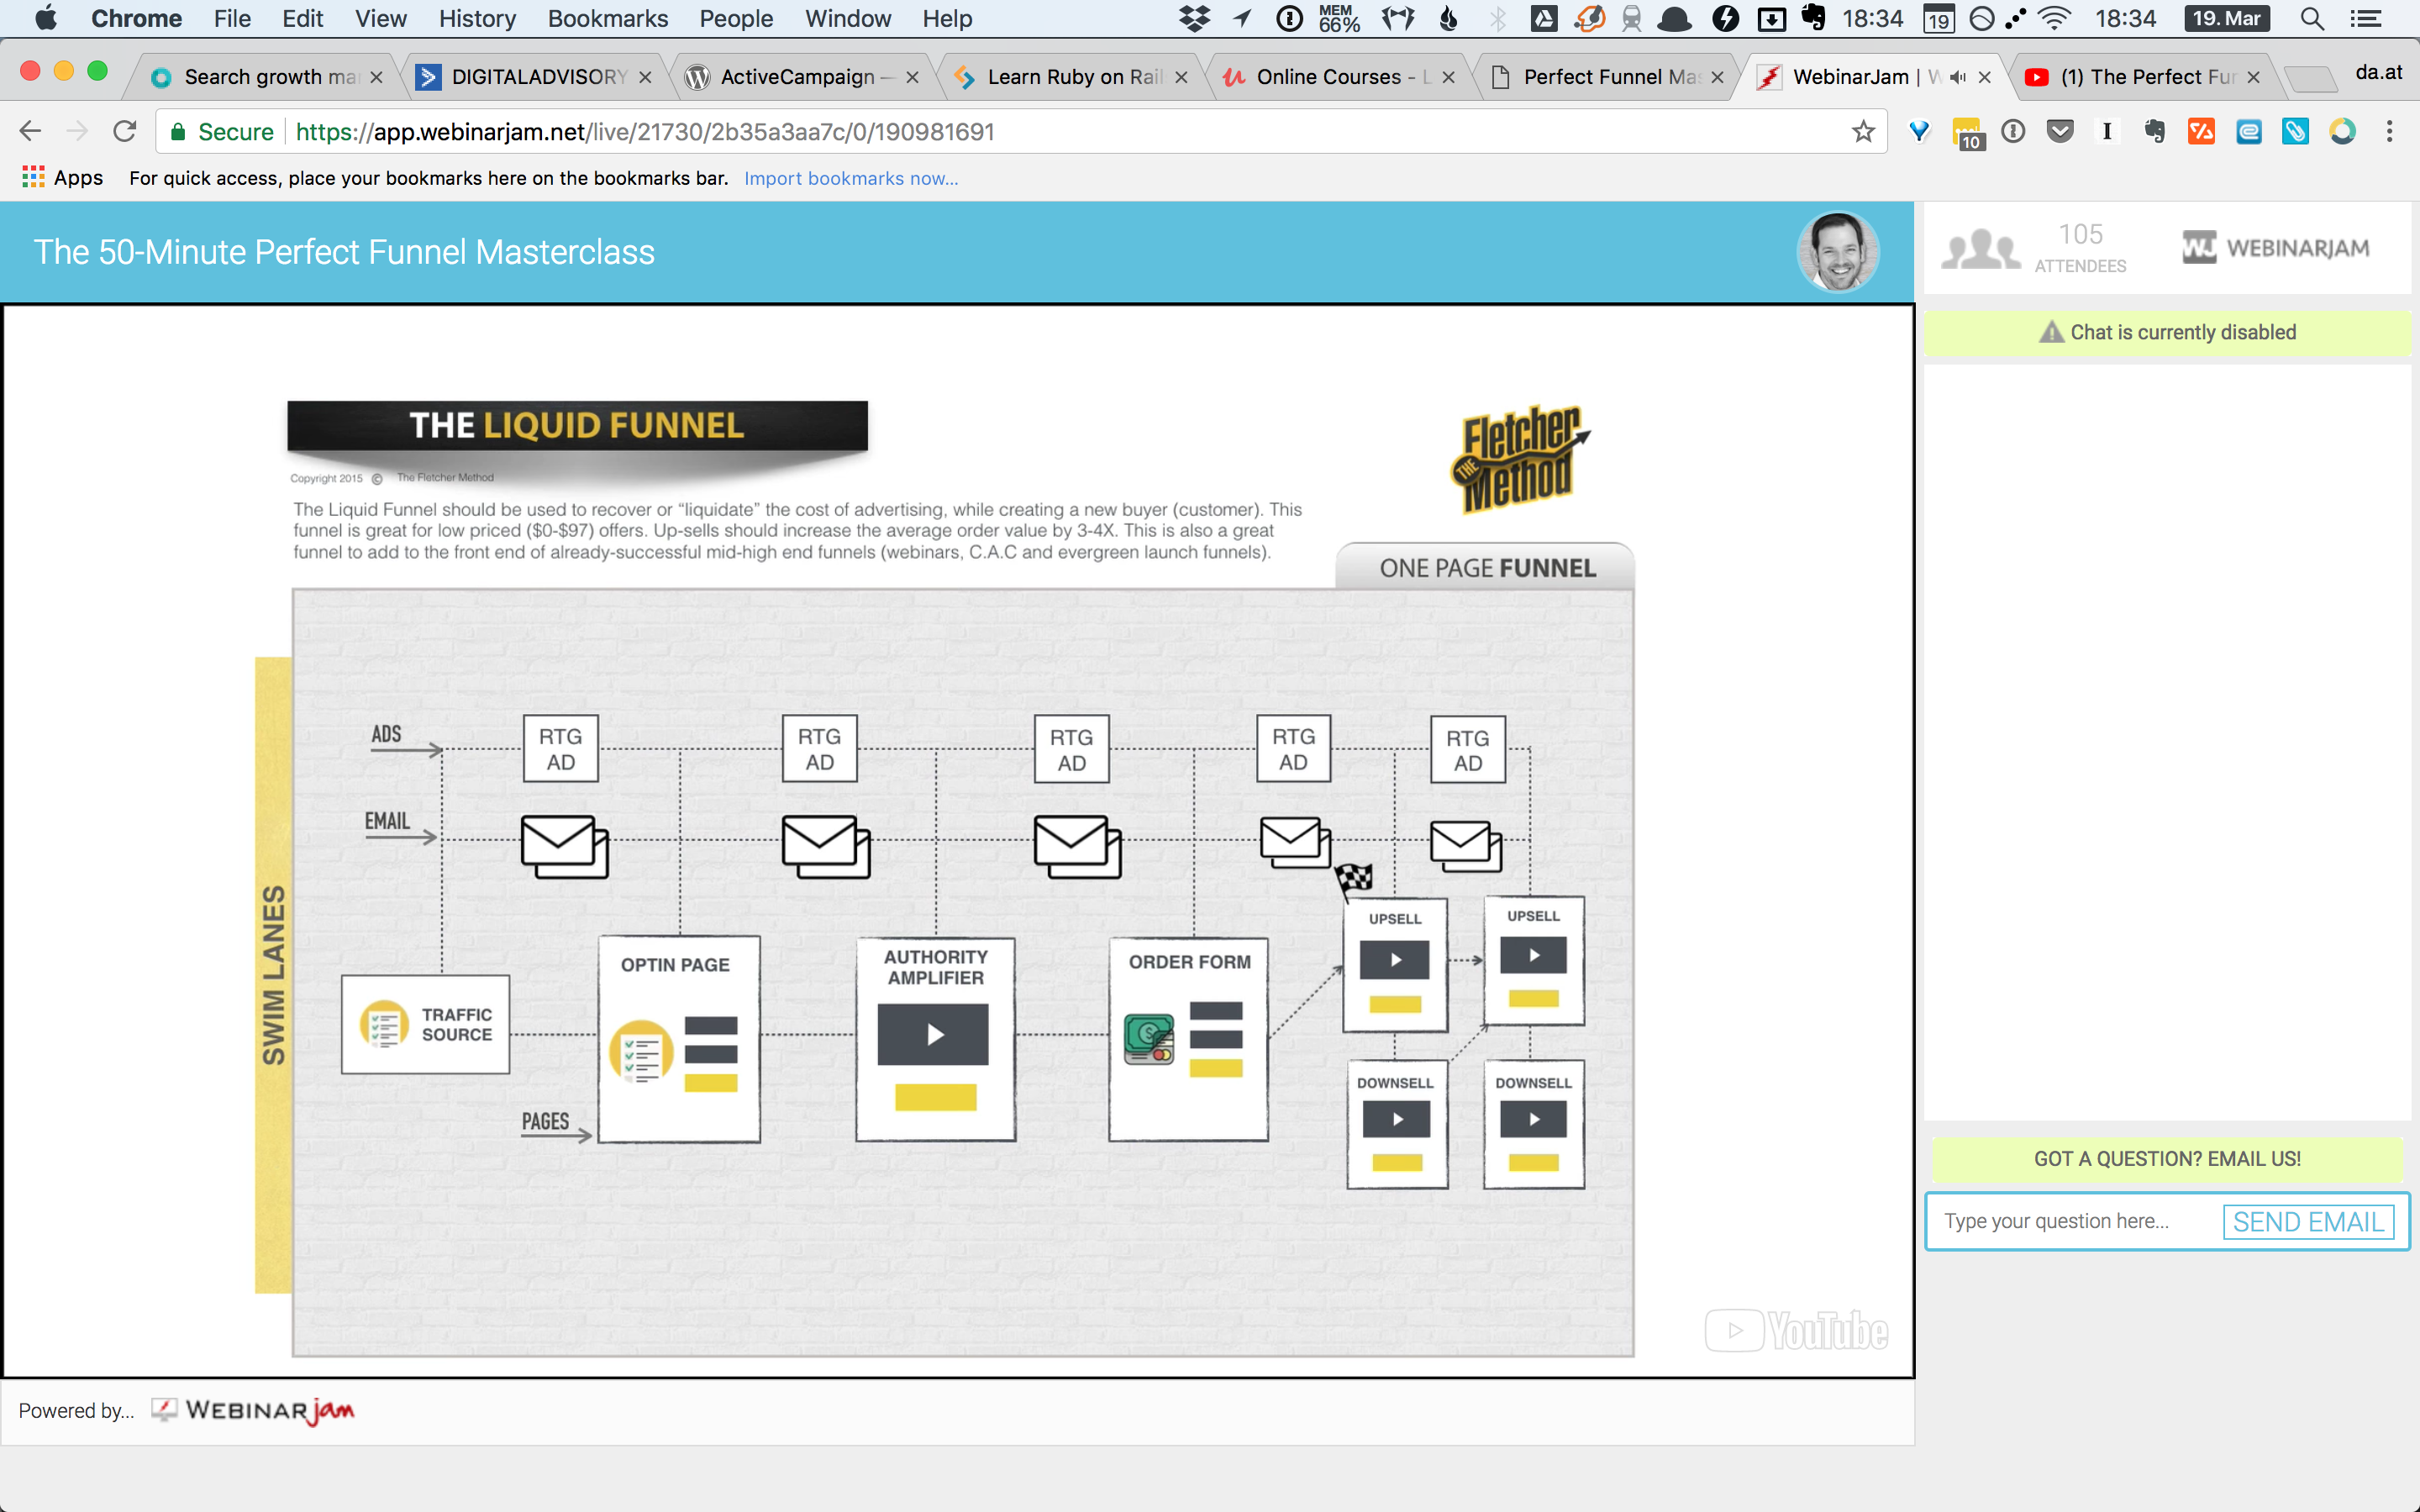 Chrome File Edit View History Bookmarks People Window Help MEM 66% 18:34 19 18:34 19. Mar
Search growth ma
DIGITALADVISORY
ActiveCampaign –
Learn Ruby on Rail
Online Courses - L
Perfect Funnel Mas
WebinarJam | W
(1) The Perfect Fun
da.at
Secure https://app.webinarjam.net/live/21730/2b35a3aa7c/0/190981691
10
Apps For quick access, place your bookmarks here on the bookmarks bar. Import bookmarks now...
The 50-Minute Perfect Funnel Masterclass
105
ATTENDEES
WJ WEBINARJAM
Chat is currently disabled
THE LIQUID FUNNEL
Fletcher
THE
Method
Copyright 2015 © The Fletcher Method
The Liquid Funnel should be used to recover or “liquidate” the cost of advertising, while creating a new buyer (customer). This
funnel is great for low priced ($0-$97) offers. Up-sells should increase the average order value by 3-4X. This is also a great
funnel to add to the front end of already-successful mid-high end funnels (webinars, C.A.C and evergreen launch funnels).
ONE PAGE FUNNEL
SWIM LANES
ADS
RTG
AD
RTG
AD
RTG
AD
RTG
AD
RTG
AD
EMAIL
TRAFFIC
SOURCE
OPTIN PAGE
AUTHORITY
AMPLIFIER
ORDER FORM
UPSELL
UPSELL
DOWNSELL
DOWNSELL
PAGES
YouTube
GOT A QUESTION? EMAIL US!
Type your question here...
SEND EMAIL
Powered by... WEBINARjam